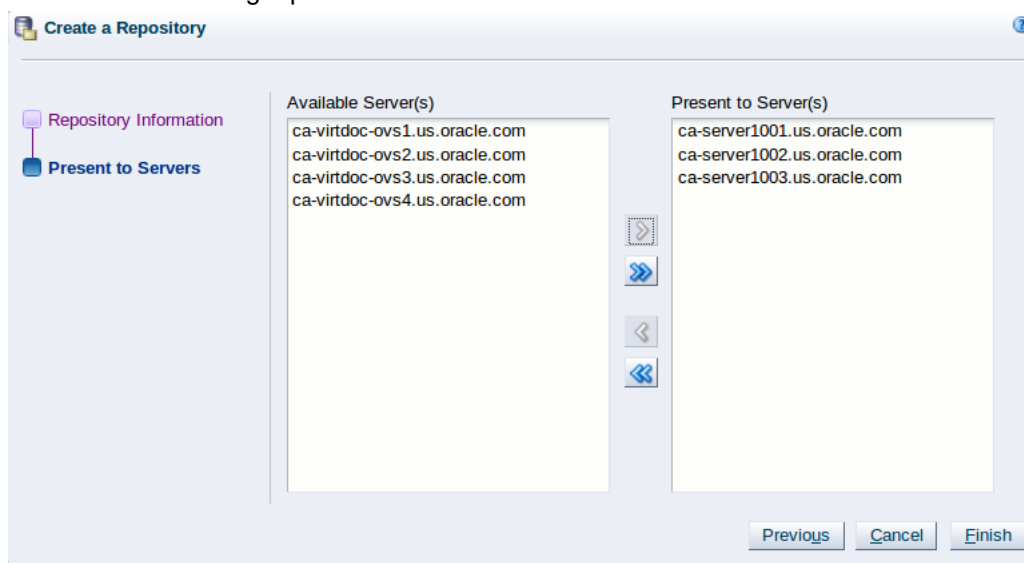 Create a Repository
Repository Information
Present to Servers
Available Server(s)
ca-virtdoc-ovs1.us.oracle.com
ca-virtdoc-ovs2.us.oracle.com
ca-virtdoc-ovs3.us.oracle.com
ca-virtdoc-ovs4.us.oracle.com
Present to Server(s)
ca-server1001.us.oracle.com
ca-server1002.us.oracle.com
ca-server1003.us.oracle.com
Previous
Cancel
Finish